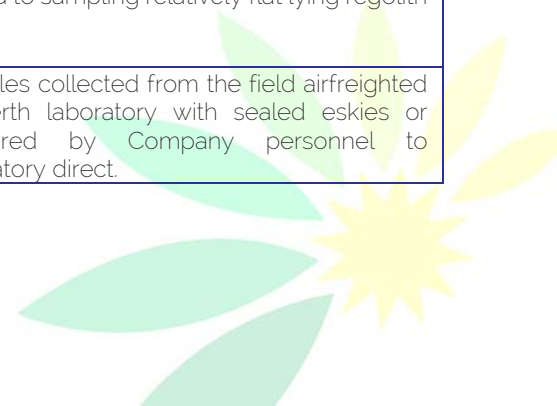 to sampling relatively flat lying regolith
les collected from the field airfreighted
rth laboratory with sealed eskies or
red by Company personnel to
atory direct.